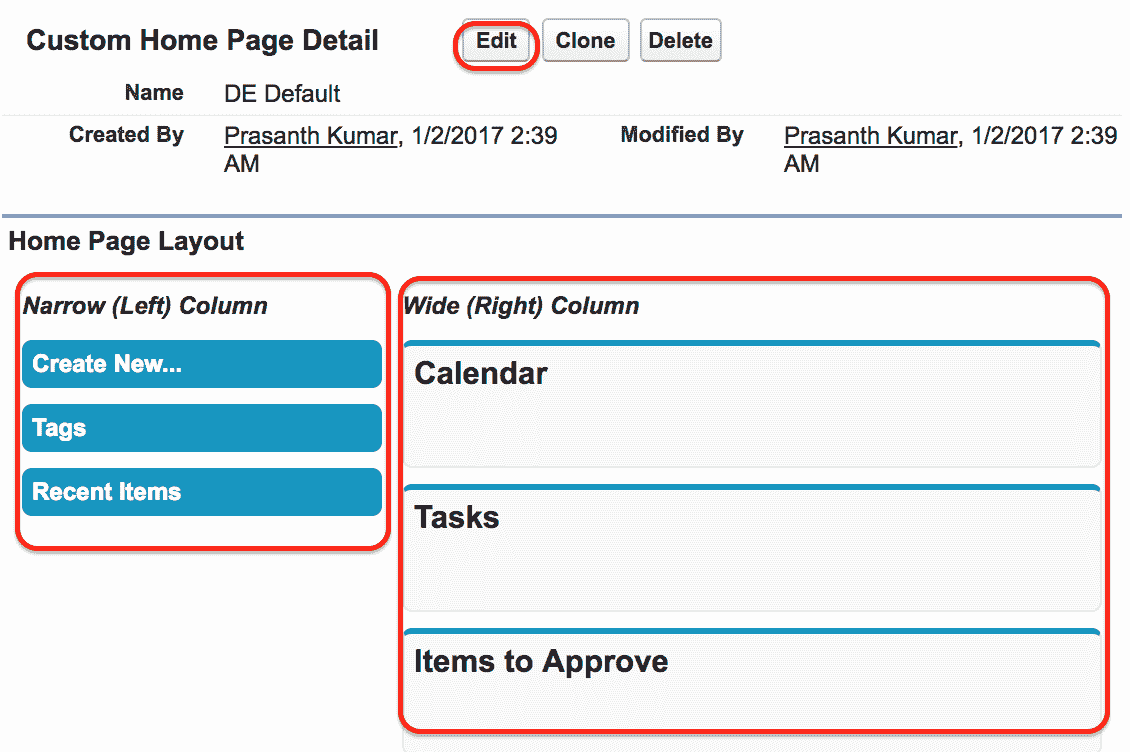 Custom Home Page Detail
Edit Clone Delete
Name DE Default
Created By Prasanth Kumar, 1/2/2017 2:39 AM
Modified By Prasanth Kumar, 1/2/2017 2:39 AM
Home Page Layout
Narrow (Left) Column
Create New...
Tags
Recent Items
Wide (Right) Column
Calendar
Tasks
Items to Approve